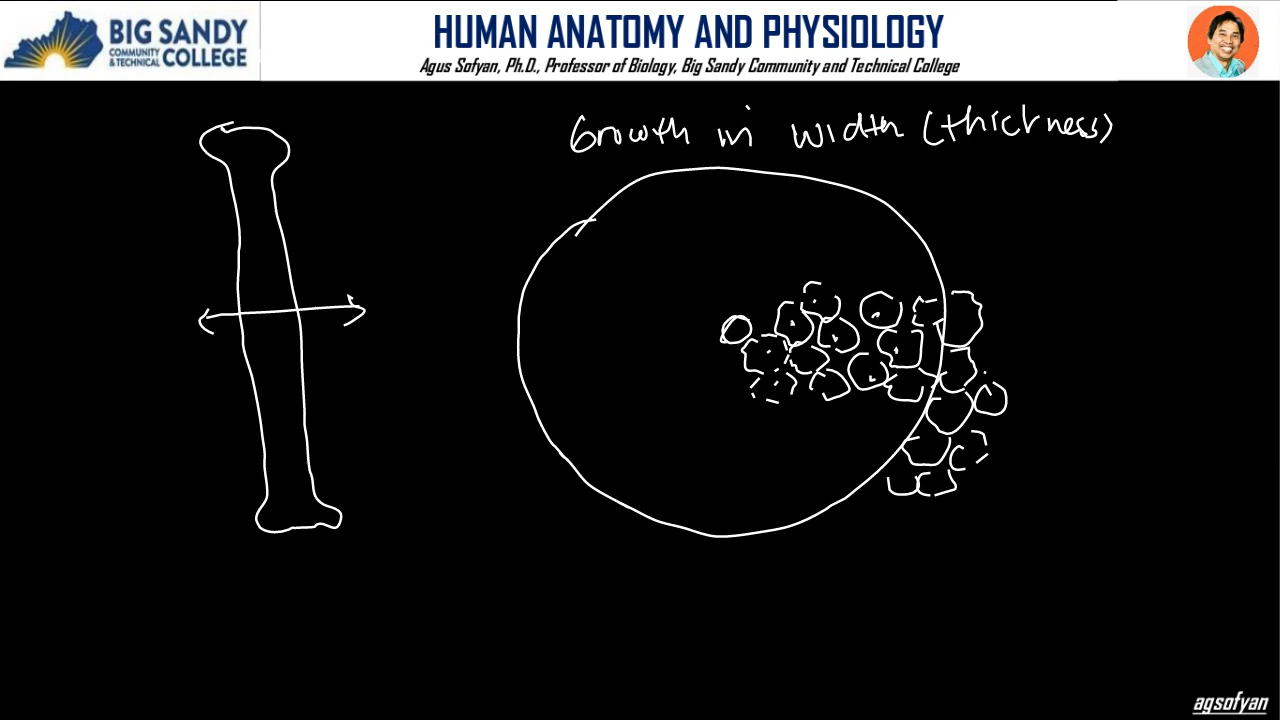 BIG SANDY
COMMUNITY
& TECHNICAL COLLEGE
HUMAN ANATOMY AND PHYSIOLOGY
Agus Sofyan, Ph.D., Professor of Biology, Big Sandy Community and Technical College
Growth in width (thickness)
agsofyan